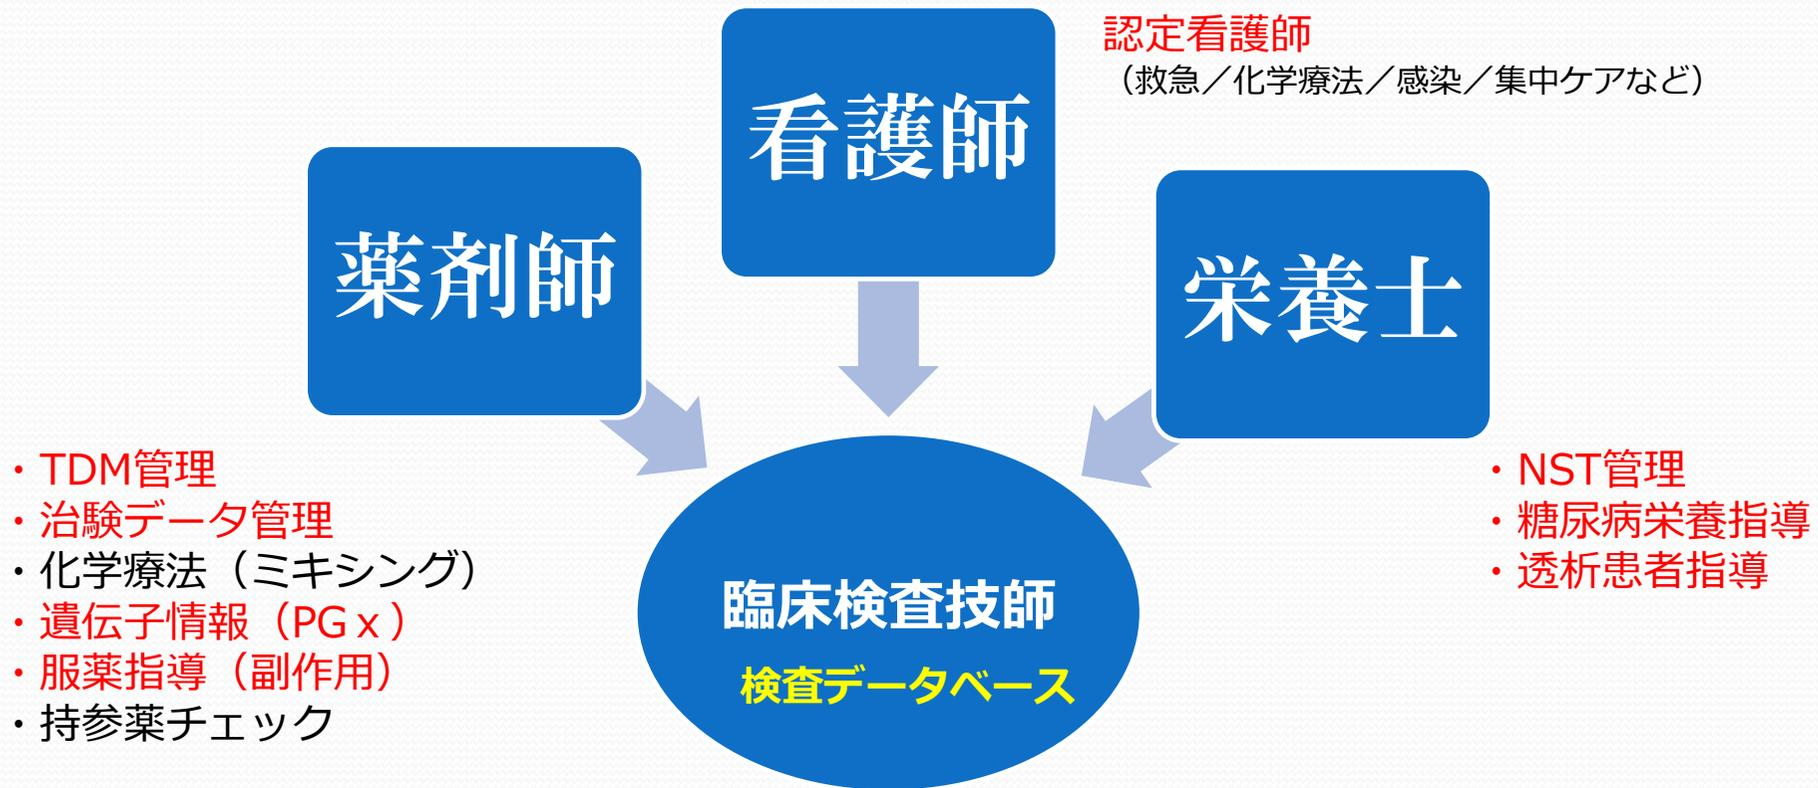 看護師
認定看護師
（救急／化学療法／感染／集中ケアなど）
薬剤師
栄養士
・TDM管理
・治験データ管理
・化学療法（ミキシング）
・遺伝子情報（PGｘ）
・服薬指導（副作用）
・持参薬チェック
・NST管理
・糖尿病栄養指導
・透析患者指導
臨床検査技師
検査データベース